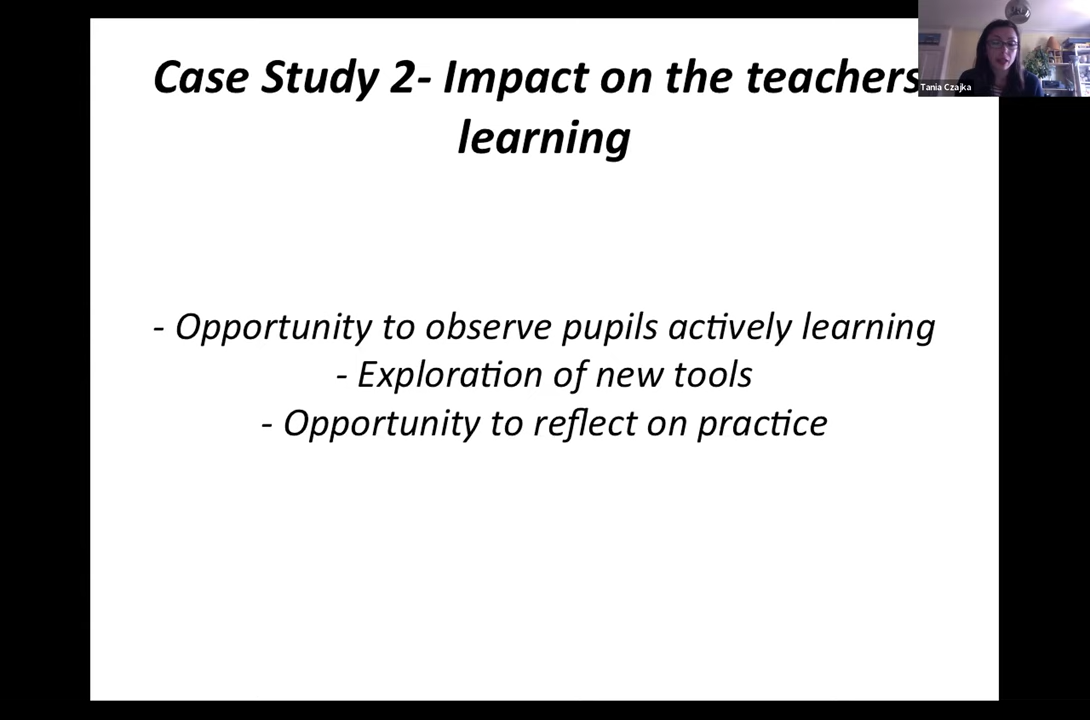 Case Study 2- Impact on the teachers
learning
Tania Czajka
- Opportunity to observe pupils actively learning
- Exploration of new tools
- Opportunity to reflect on practice